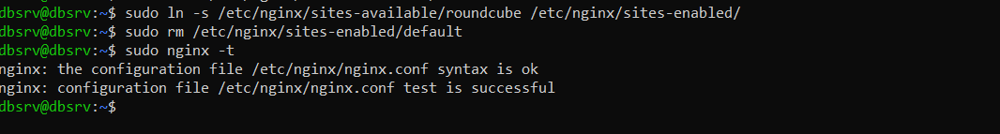 dbsrv@dbsrv:~$ sudo ln -s /etc/nginx/sites-available/roundcube /etc/nginx/sites-enabled/
dbsrv@dbsrv:~$ sudo rm /etc/nginx/sites-enabled/default
dbsrv@dbsrv:~$ sudo nginx -t
nginx: the configuration file /etc/nginx/nginx.conf syntax is ok
nginx: configuration file /etc/nginx/nginx.conf test is successful
dbsrv@dbsrv:~$